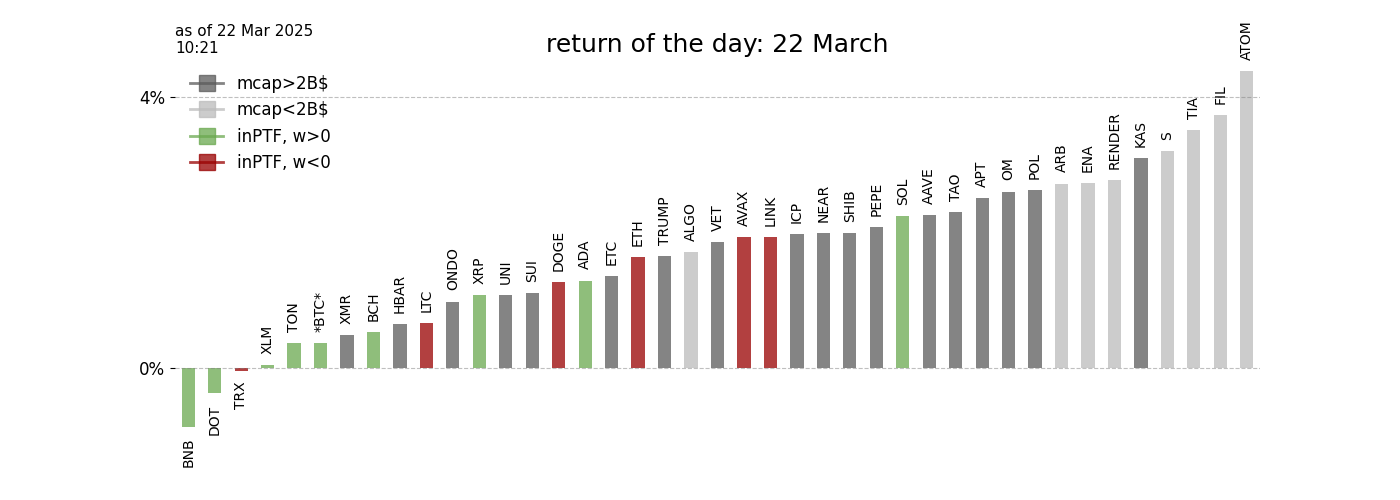 as of 22 Mar 2025
10:21
return of the day: 22 March
mcap>2B$
mcap<2B$
inPTF, w>0
inPTF, w<0
4%
0%
BNB
DOT
TRX
XLM
TON
*BTC*
XMR
BCH
HBAR
LTC
ONDO
XRP
UNI
SUI
DOGE
ADA
ETC
ETH
TRUMP
ALGO
VET
AVAX
LINK
ICP
NEAR
SHIB
PEPE
SOL
AAVE
TAO
APT
OM
POL
ARB
ENA
RENDER
KAS
S
TIA
FIL
ATOM